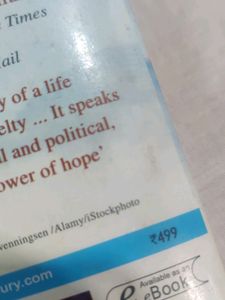 Times
ail
y of a life
elty ... It speaks
l and political,
ower of hope’
wenningsen /Alamy/iStockphoto
₹499
ury.com
Available as an
eBook